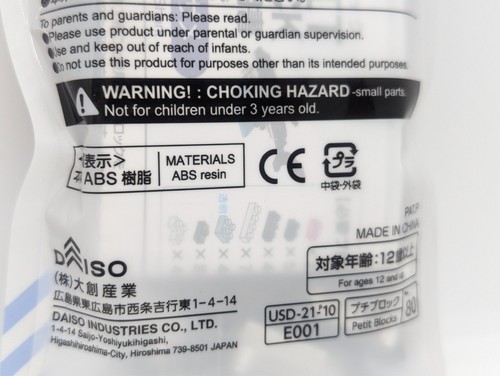 To parents and guardians: Please read.
●Please use product under parental or guardian supervision.
●Use and keep out of reach of infants.
●Do not use this product for purposes other than its intended purposes.
WARNING! : CHOKING HAZARD -small parts.
Not for children under 3 years old.
表示>
ABS 樹脂
MATERIALS
ABS resin
CE
プラ
中袋・外袋
MADE IN CHINA
DAISO
(株)大創産業
広島県東広島市西条吉行東1-4-14
DAISO INDUSTRIES CO., LTD.
1-4-14 Saijo-Yoshiyukihigashi,
Higashihiroshima-City, Hiroshima 739-8501 JAPAN
対象年齢:12歳以上
For ages 12 and up
USD-21-'10
E001
プチブロック
Petit Blocks
80